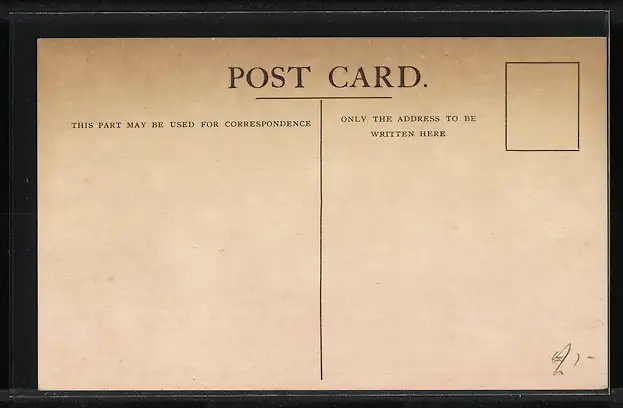 POST CARD.
THIS PART MAY BE USED FOR CORRESPONDENCE
ONLY THE ADDRESS TO BE
WRITTEN HERE